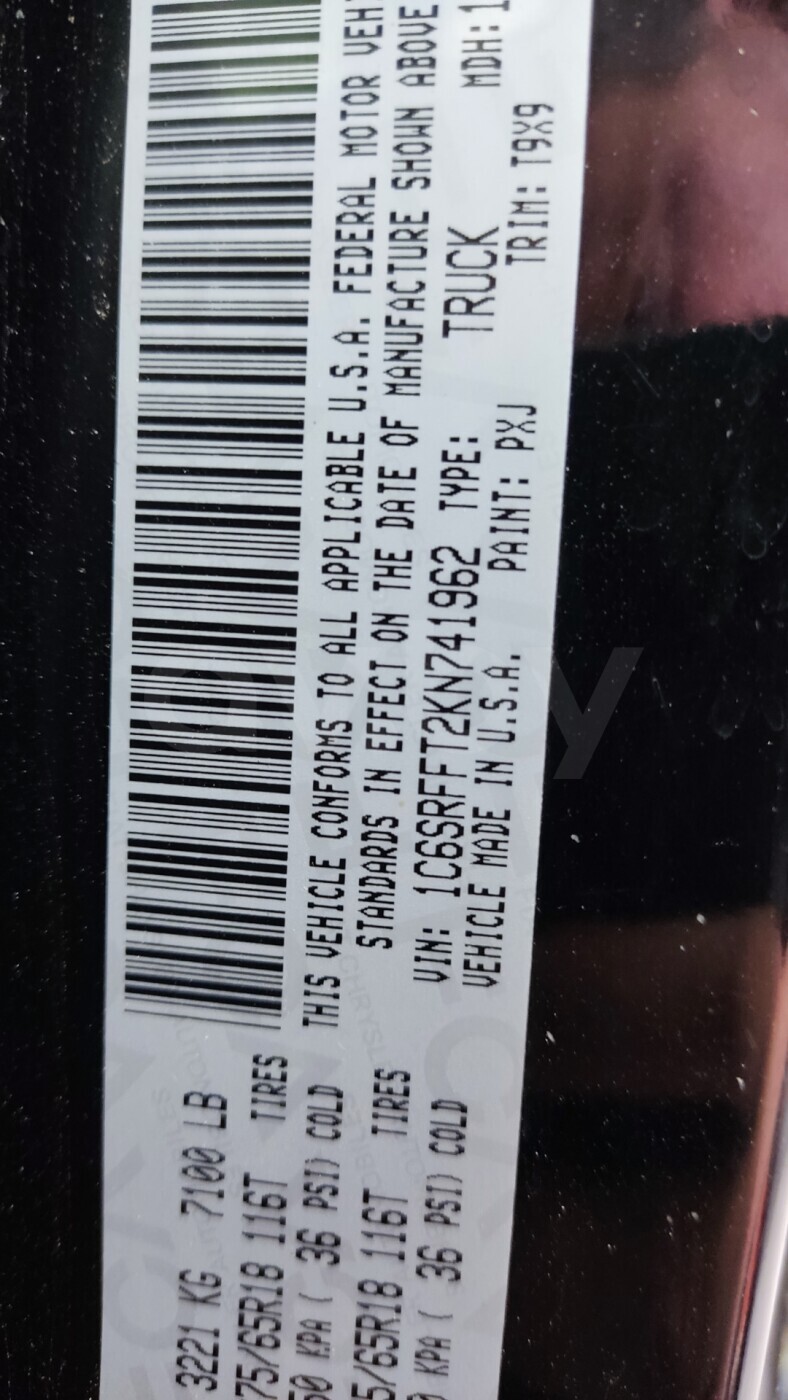 3221 KG 7100 LB
75/65R18 116T TIRES
50 KPA ( 36 PSI) COLD
5/65R18 116T TIRES
0 KPA ( 36 PSI) COLD
THIS VEHICLE CONFORMS TO ALL APPLICABLE U.S.A. FEDERAL MOTOR VEH
STANDARDS IN EFFECT ON THE DATE OF MANUFACTURE SHOWN ABOVE
VIN: 1C6SRFFT2KN741962 TYPE: TRUCK MDH: 1
VEHICLE MADE IN U.S.A. PAINT: PXJ TRIM: T9X9